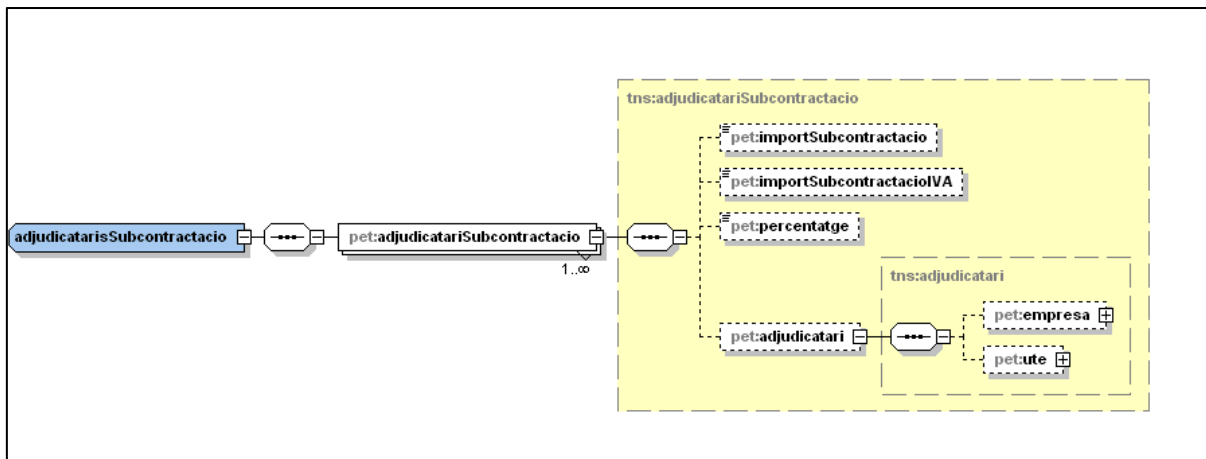 tns:adjudicatariSubcontractacio
pet:importSubcontractacio
pet:importSubcontractacioIVA
pet:percentatge
adjudicatarisSubcontractacio
pet:adjudicatariSubcontractacio
1..∞
tns:adjudicatari
pet:adjudicatari
pet:empresa
pet:ute